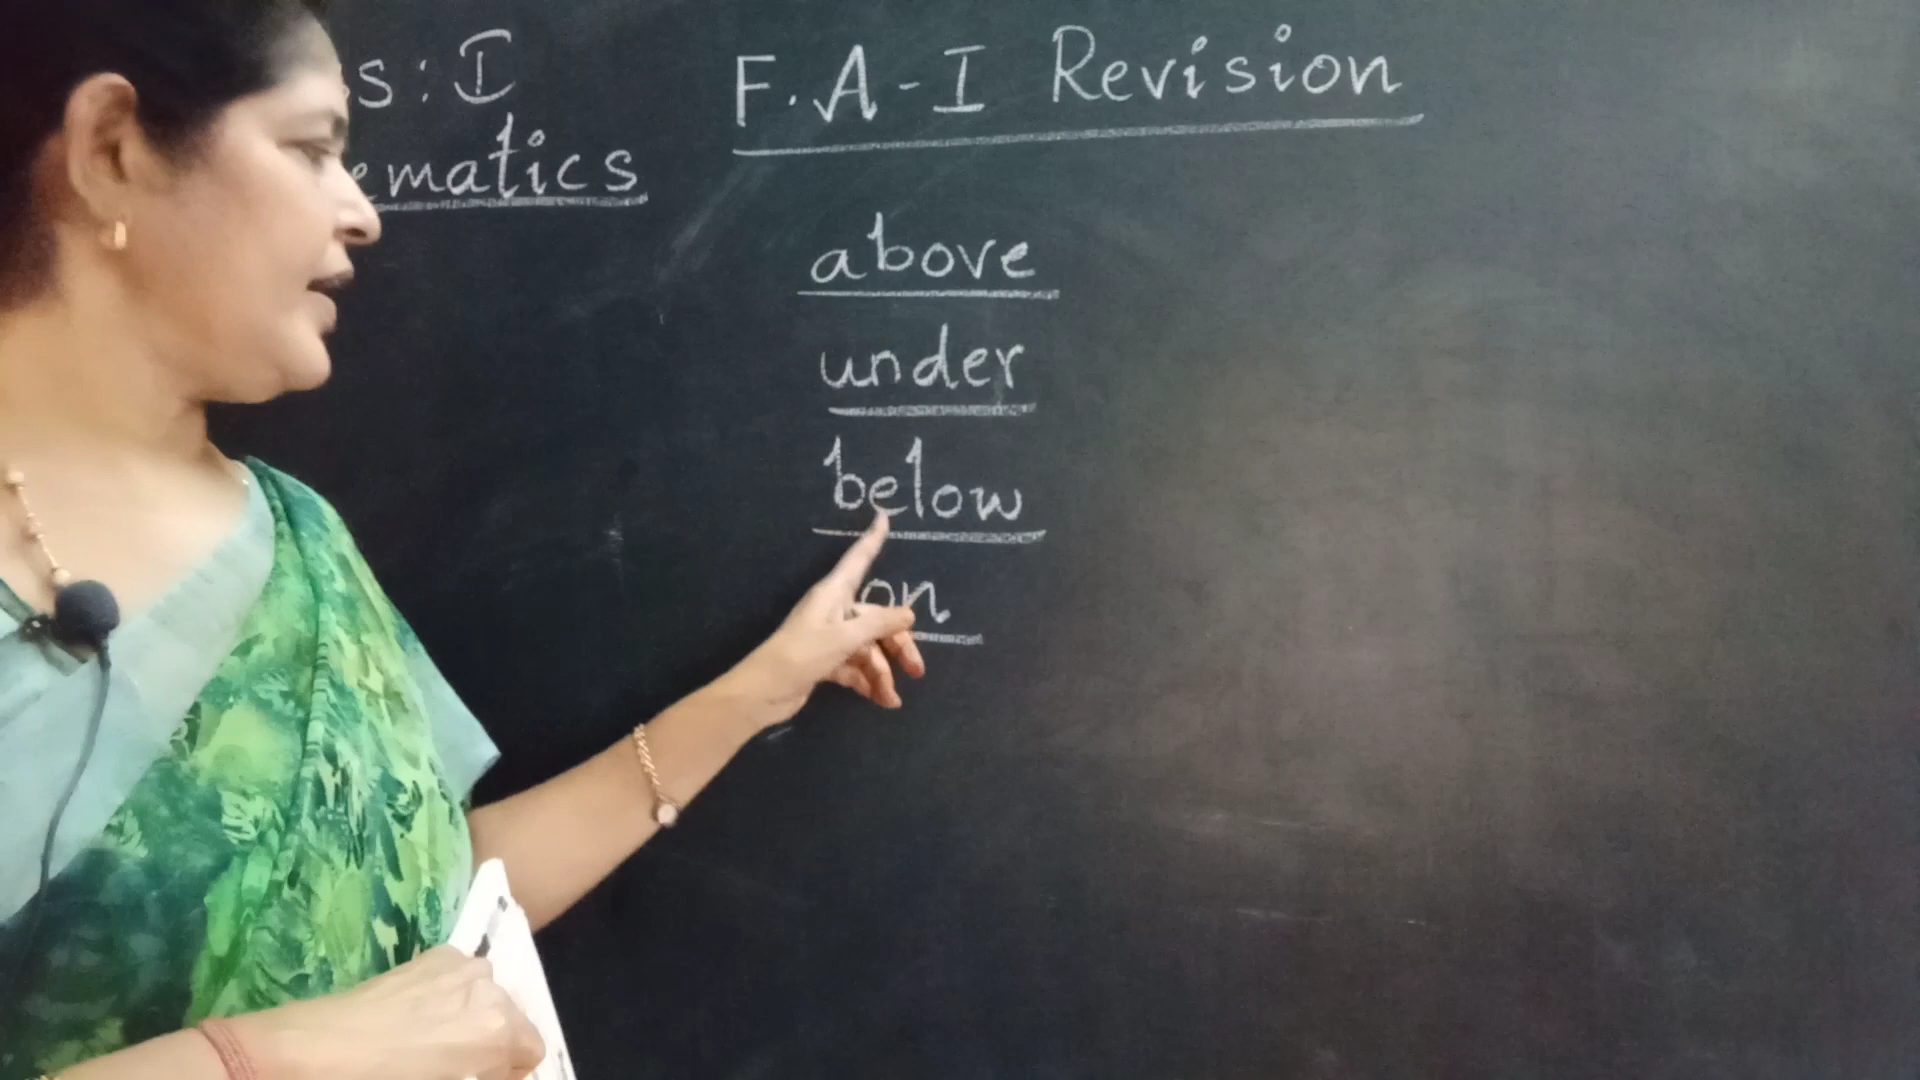 s: I
ematics
F.A-I Revision
above
under
below
on